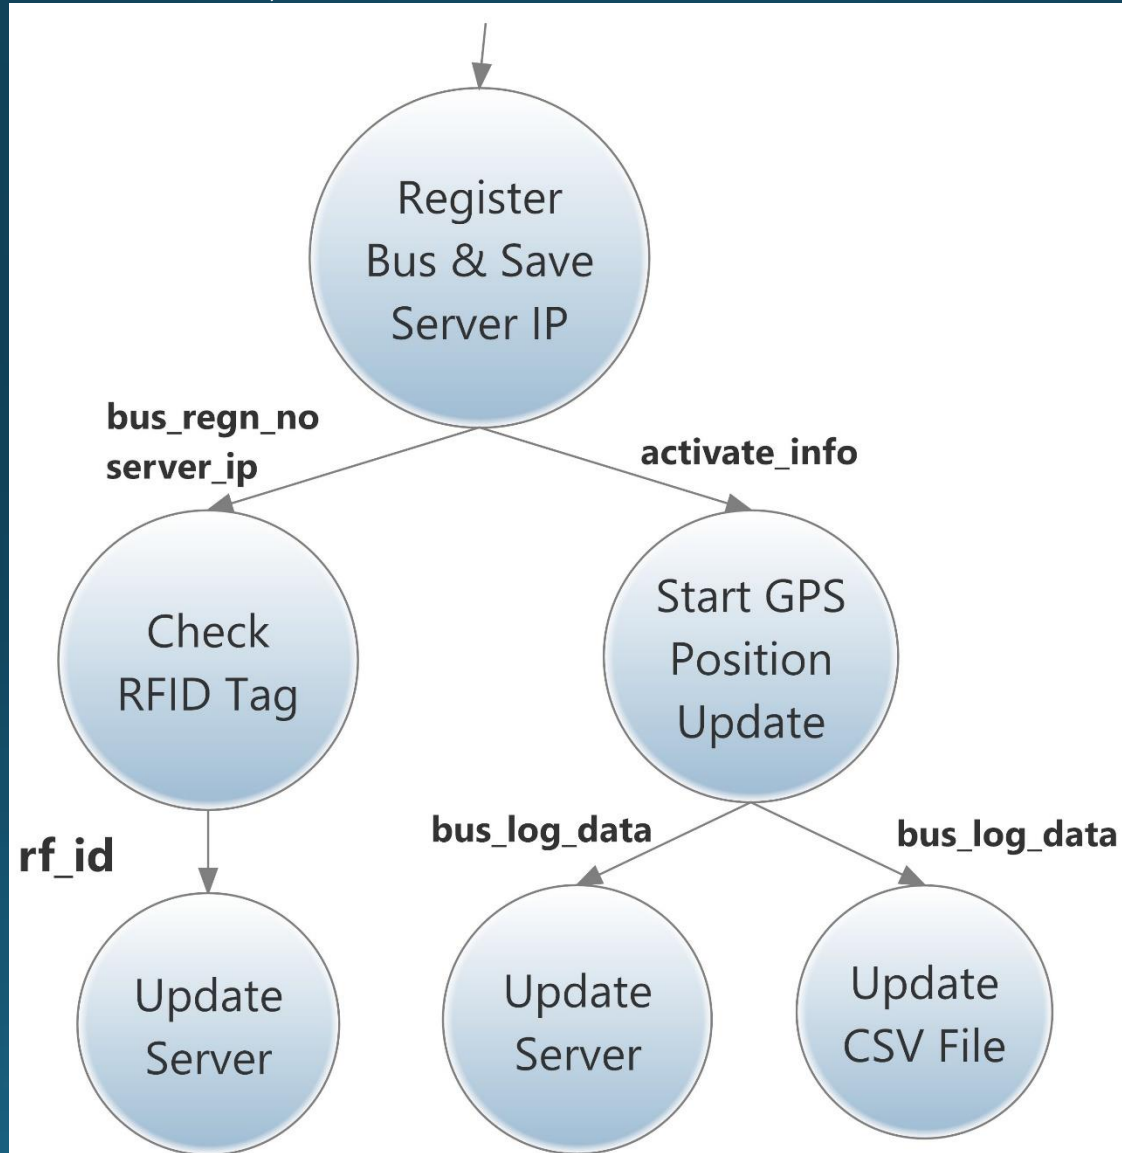 Register
Bus & Save
Server IP
bus_regn_no
server_ip
activate_info
Check
RFID Tag
Start GPS
Position
Update
rf_id
bus_log_data
bus_log_data
Update
Server
Update
Server
Update
CSV File